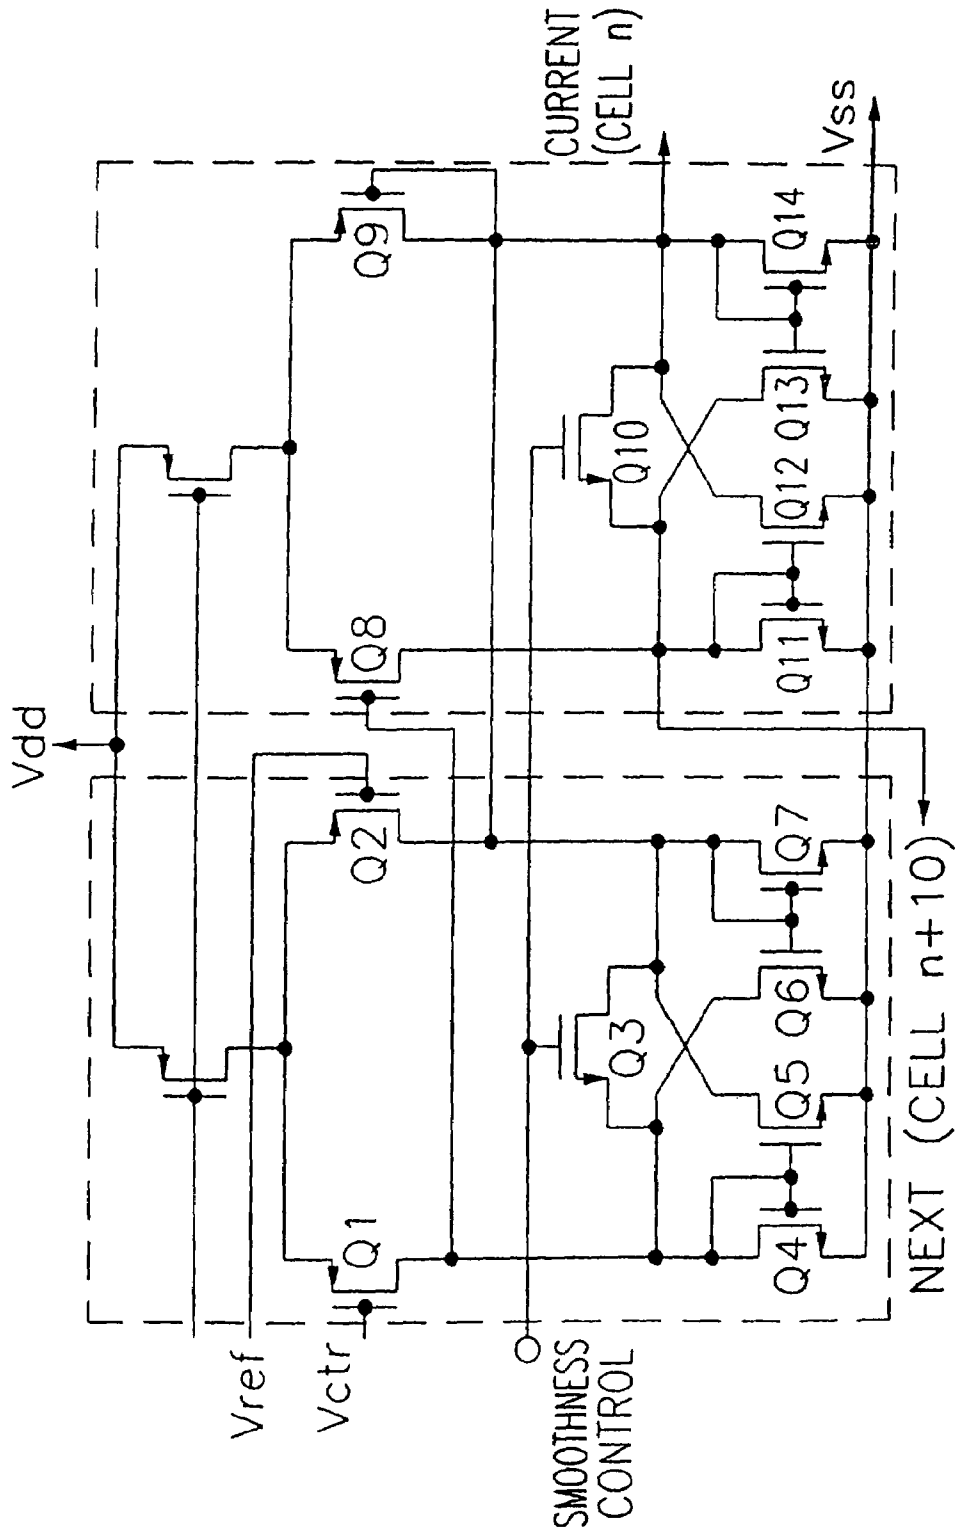 Vdd
Vref
Vctr
SMOOTHNESS
CONTROL
Q1
Q2
Q8
Q9
Q3
Q10
Q4
Q5
Q6
Q7
Q11
Q12
Q13
Q14
CURRENT
(CELL n)
Vss
NEXT (CELL n+10)